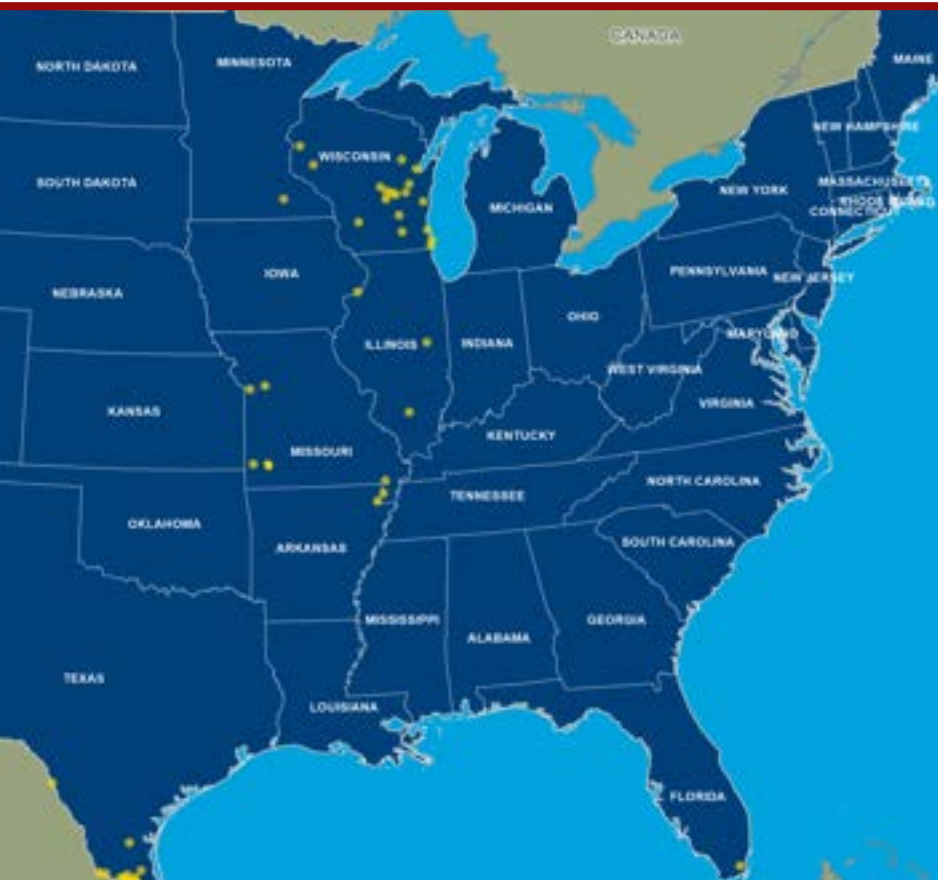 CANADA
MAINE
NORTH DAKOTA
MINNESOTA
NEW HAMPSHIRE
WISCONSIN
SOUTH DAKOTA
MASSACHUSETTS
NEW YORK
RHODE ISLAND
MICHIGAN
CONNECTICUT
IOWA
PENNSYLVANIA
NEW JERSEY
NEBRASKA
OHIO
MARYLAND
ILLINOIS
INDIANA
WEST VIRGINIA
KANSAS
VIRGINIA
KENTUCKY
MISSOURI
NORTH CAROLINA
TENNESSEE
OKLAHOMA
SOUTH CAROLINA
ARKANSAS
MISSISSIPPI
GEORGIA
ALABAMA
TEXAS
LOUISIANA
FLORIDA